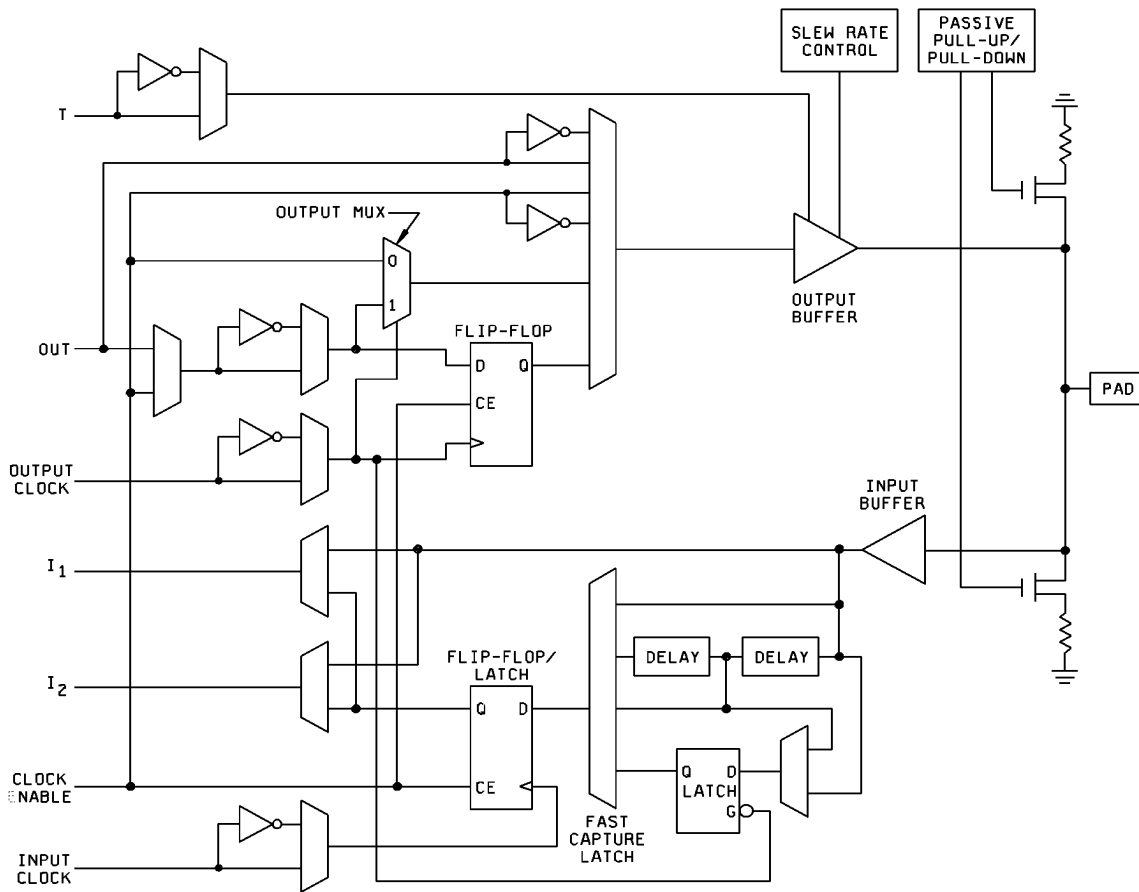 SLEW RATE
CONTROL
PASSIVE
PULL-UP/
PULL-DOWN
T
OUTPUT MUX
0
1
OUTPUT
BUFFER
FLIP-FLOP
D
Q
CE
OUT
PAD
OUTPUT
CLOCK
INPUT
BUFFER
I1
DELAY
DELAY
FLIP-FLOP/
LATCH
I2
Q
D
CE
Q
D
LATCH
G
CLOCK
ENABLE
FAST
CAPTURE
LATCH
INPUT
CLOCK